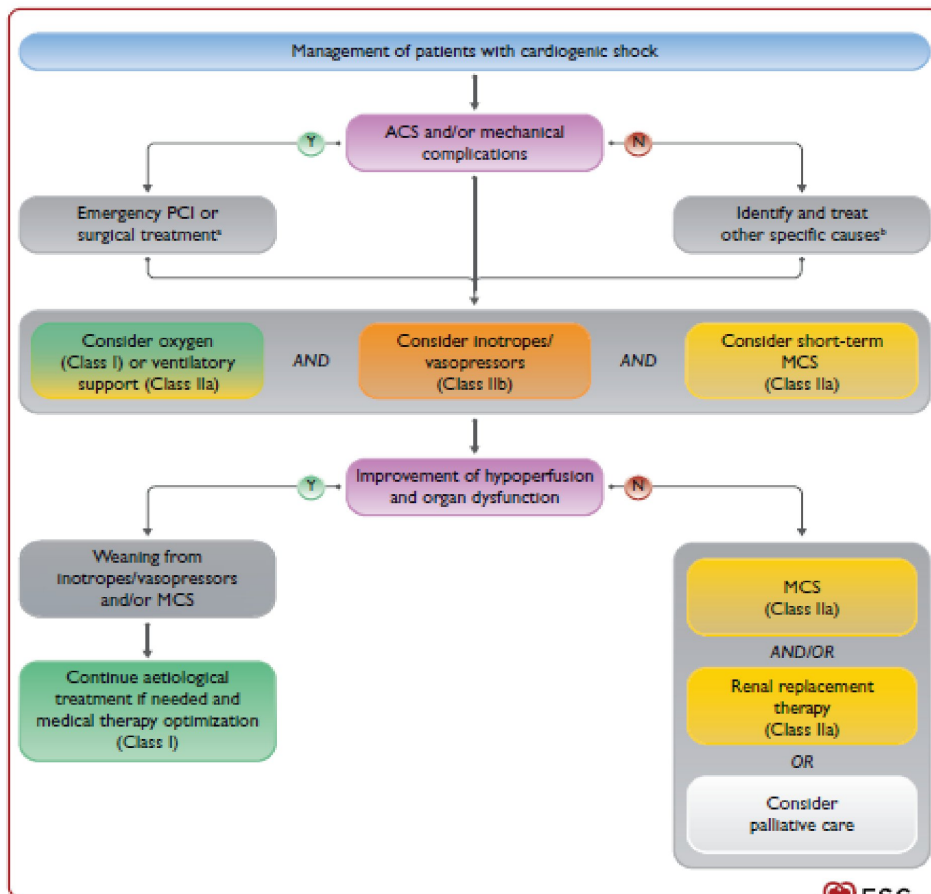 Management of patients with cardiogenic shock
ACS and/or mechanical
complications
Y
N
Emergency PCI or
surgical treatmentᵃ
Identify and treat
other specific causesᵇ
Consider oxygen
(Class I) or ventilatory
support (Class IIa)
AND
Consider inotropes/
vasopressors
(Class IIb)
AND
Consider short-term
MCS
(Class IIa)
Improvement of hypoperfusion
and organ dysfunction
Y
N
Weaning from
inotropes/vasopressors
and/or MCS
Continue aetiological
treatment if needed and
medical therapy optimization
(Class I)
MCS
(Class IIa)
AND/OR
Renal replacement
therapy
(Class IIa)
OR
Consider
palliative care
ESC